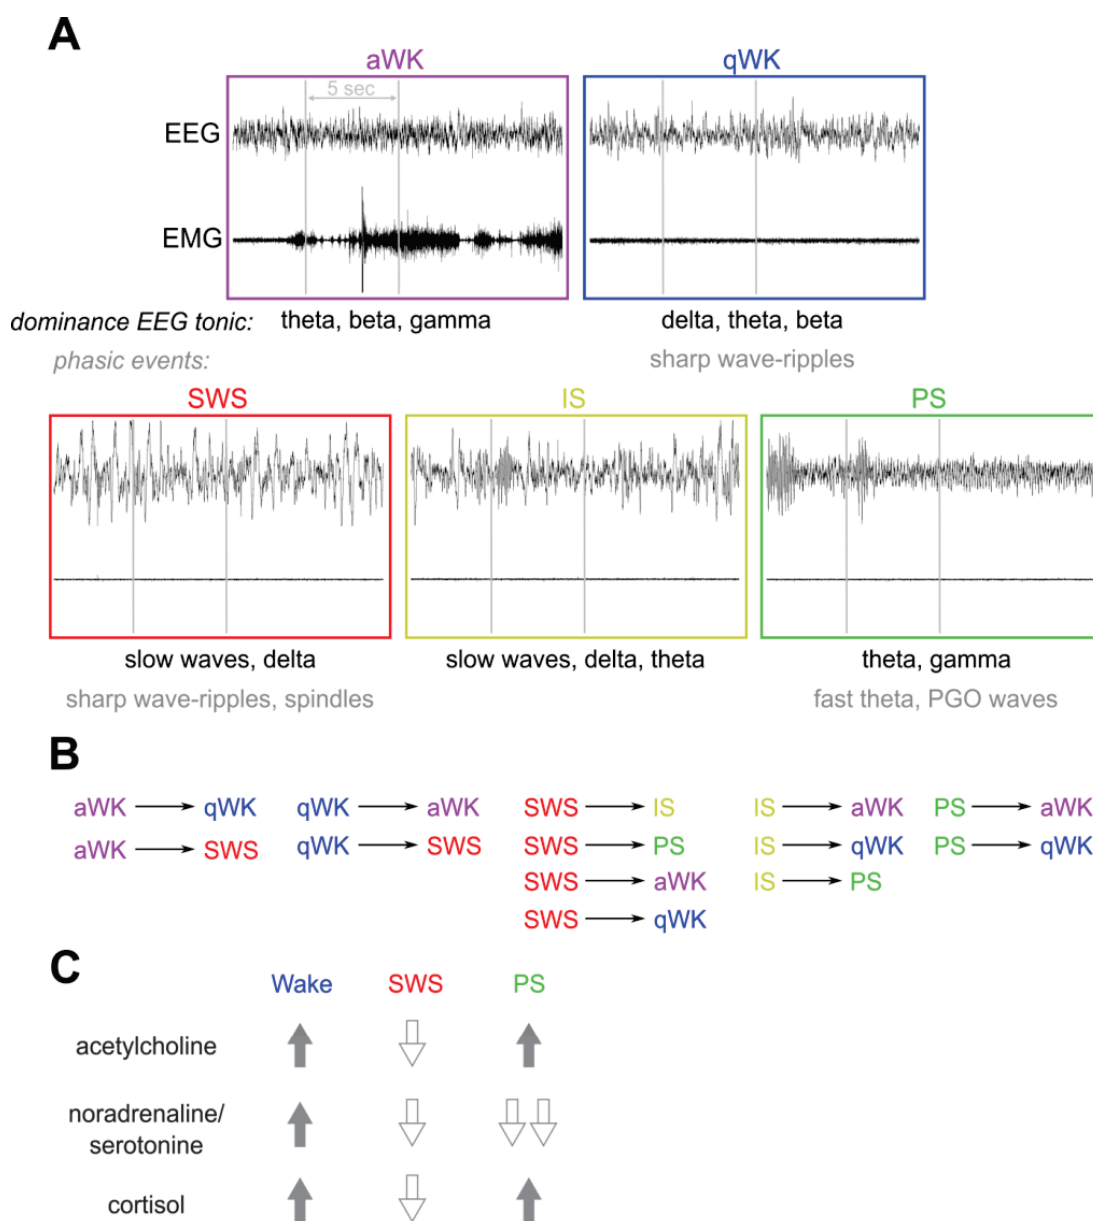 A
aWK
qWK
5 sec
EEG
EMG
dominance EEG tonic:
theta, beta, gamma
delta, theta, beta
phasic events:
sharp wave-ripples
SWS
IS
PS
slow waves, delta
slow waves, delta, theta
theta, gamma
sharp wave-ripples, spindles
fast theta, PGO waves
B
aWK → qWK
qWK → aWK
SWS → IS
IS → aWK
PS → aWK
aWK → SWS
qWK → SWS
SWS → PS
IS → qWK
PS → qWK
SWS → aWK
IS → PS
SWS → qWK
C
Wake
SWS
PS
acetylcholine
noradrenaline/
serotonine
cortisol